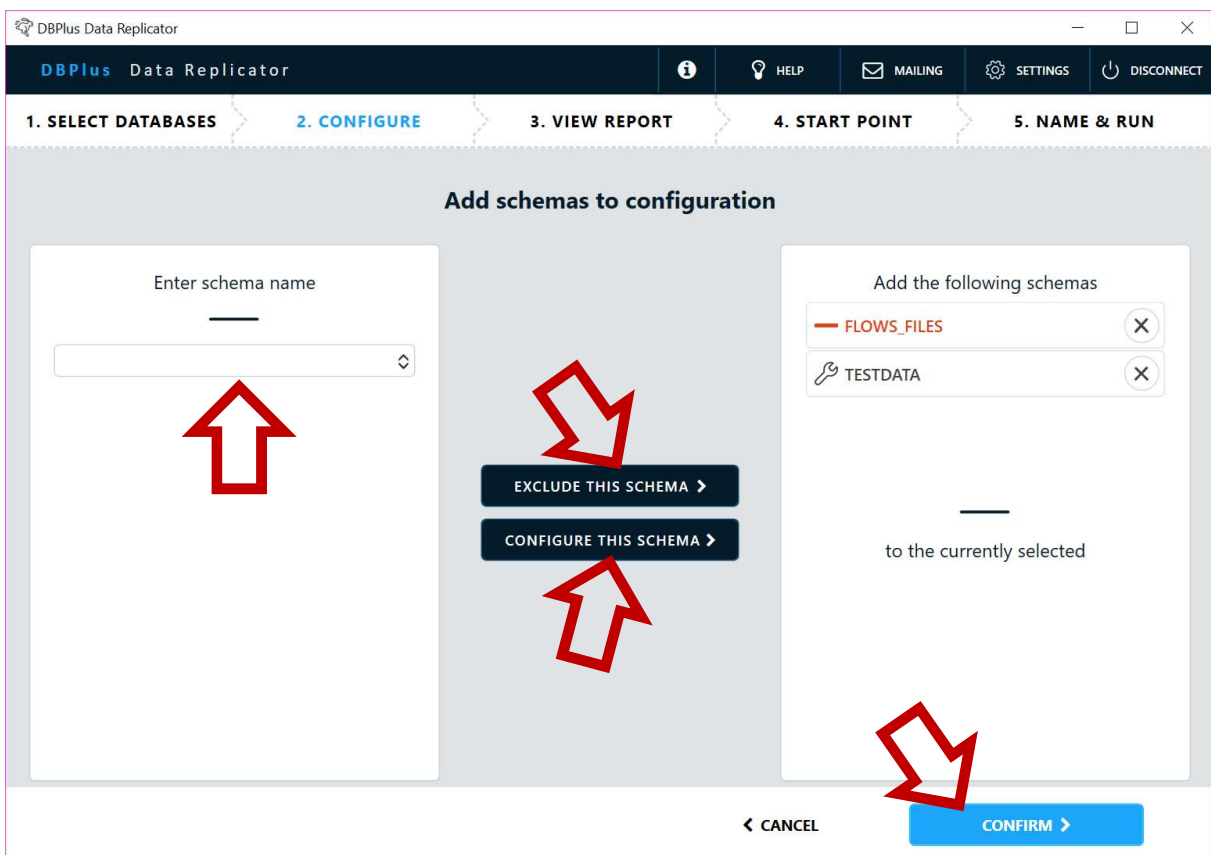 DBPlus Data Replicator
DBPlus Data Replicator
HELP
MAILING
SETTINGS
DISCONNECT
1. SELECT DATABASES
2. CONFIGURE
3. VIEW REPORT
4. START POINT
5. NAME & RUN
Add schemas to configuration
Enter schema name
EXCLUDE THIS SCHEMA
CONFIGURE THIS SCHEMA
Add the following schemas
FLOWS_FILES
TESTDATA
to the currently selected
CANCEL
CONFIRM